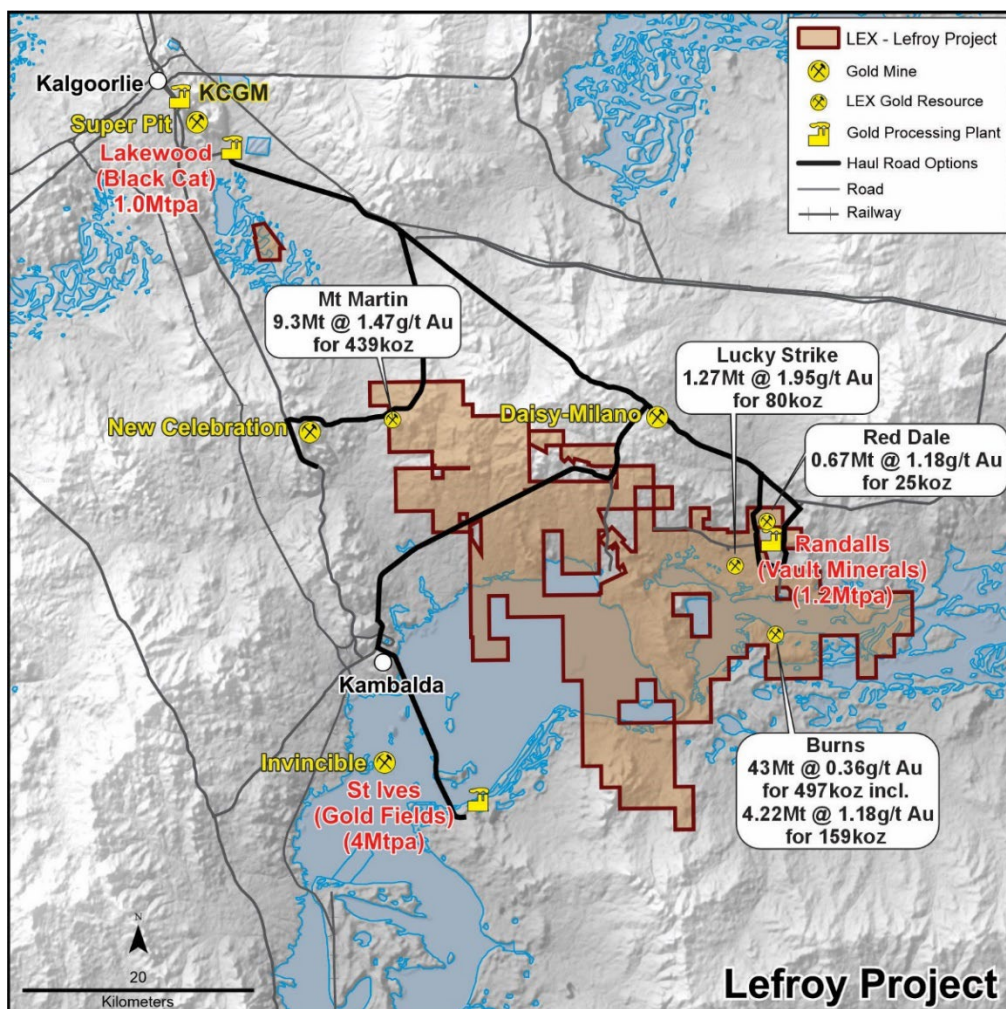 LEX - Lefroy Project
Gold Mine
LEX Gold Resource
Gold Processing Plant
Haul Road Options
Road
Railway
Kalgoorlie
KCGM
Super Pit
Lakewood
(Black Cat)
1.0Mtpa
Mt Martin
9.3Mt @ 1.47g/t Au
for 439koz
Lucky Strike
1.27Mt @ 1.95g/t Au
for 80koz
New Celebration
Daisy-Milano
Red Dale
0.67Mt @ 1.18g/t Au
for 25koz
Randalls
(Vault Minerals)
(1.2Mtpa)
Kambalda
Invincible
St Ives
(Gold Fields)
(4Mtpa)
Burns
43Mt @ 0.36g/t Au
for 497koz incl.
4.22Mt @ 1.18g/t Au
for 159koz
N
20
Kilometers
Lefroy Project